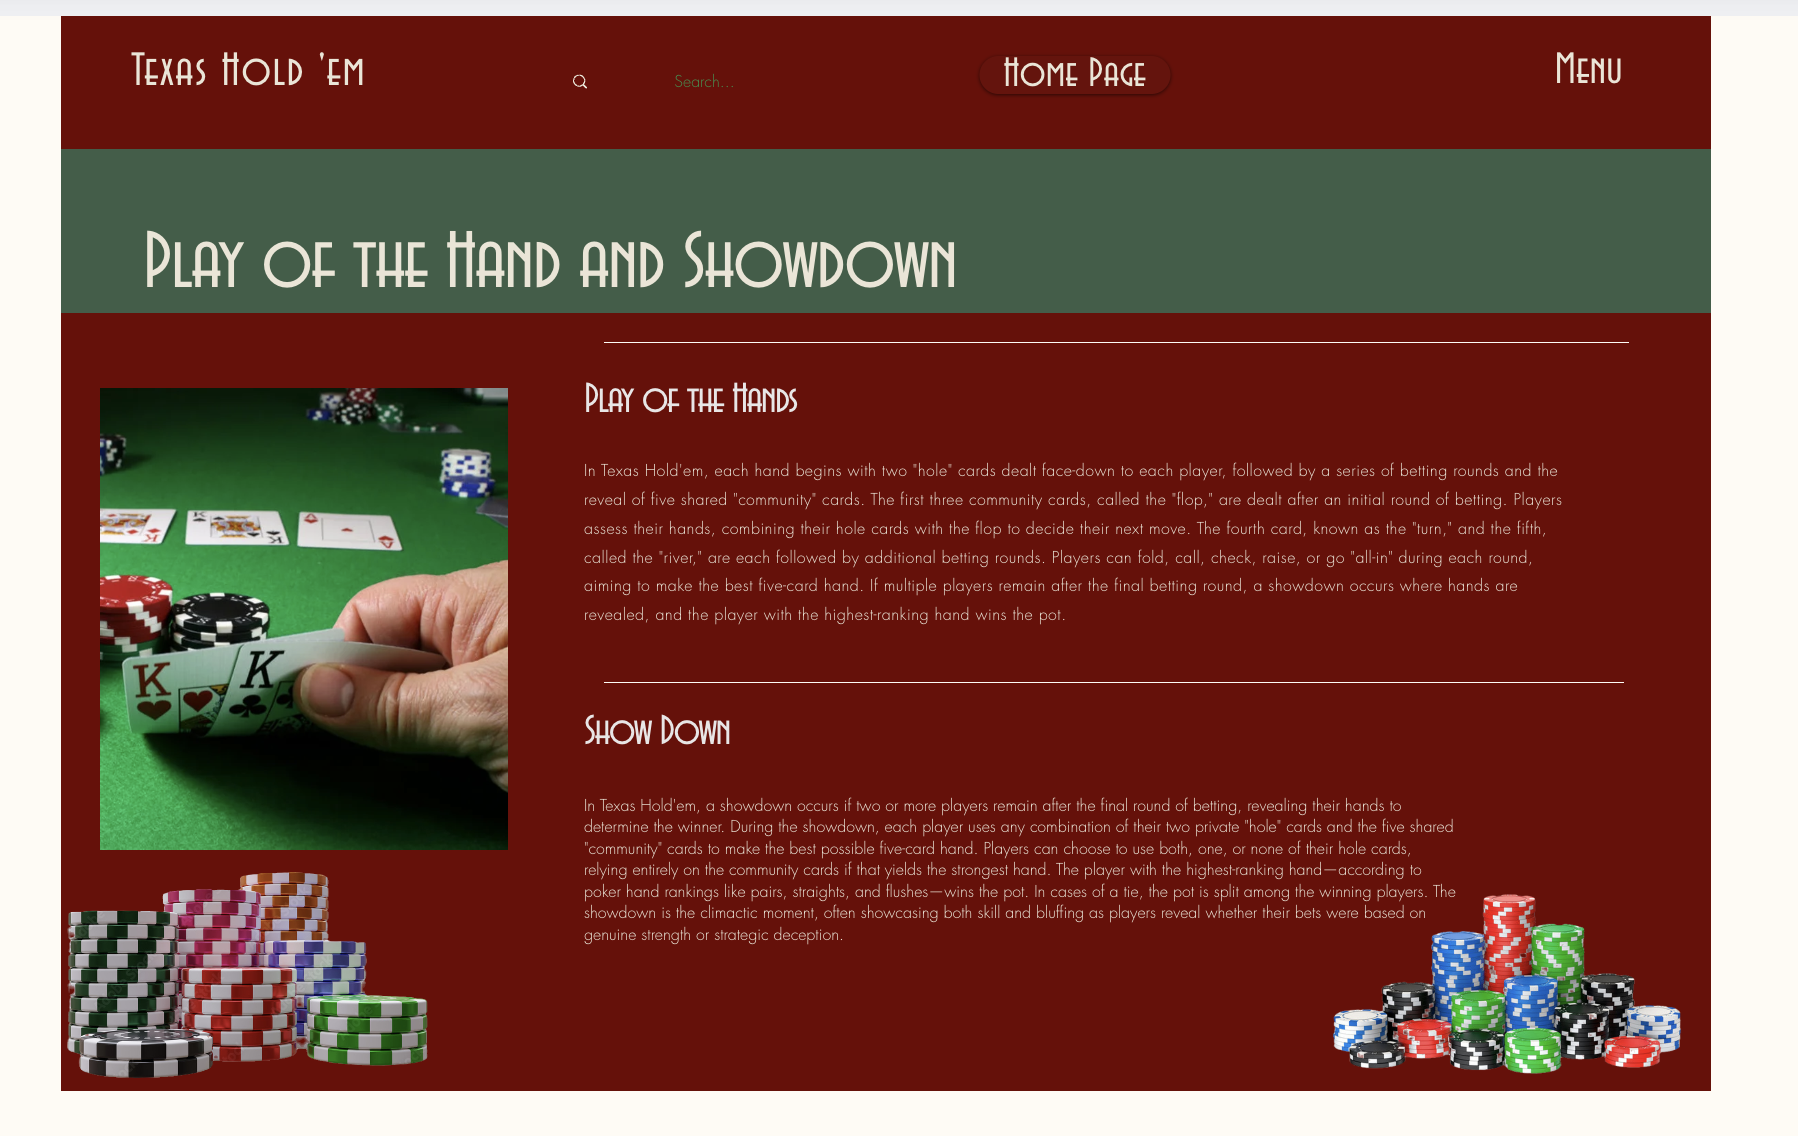 Texas Hold 'em
Search...
Home Page
Menu
Play of the Hand and Showdown
Play of the Hands
In Texas Hold'em, each hand begins with two "hole" cards dealt face-down to each player, followed by a series of betting rounds and the
reveal of five shared "community" cards. The first three community cards, called the "flop," are dealt after an initial round of betting. Players
assess their hands, combining their hole cards with the flop to decide their next move. The fourth card, known as the "turn," and the fifth,
called the "river," are each followed by additional betting rounds. Players can fold, call, check, raise, or go "all-in" during each round,
aiming to make the best five-card hand. If multiple players remain after the final betting round, a showdown occurs where hands are
revealed, and the player with the highest-ranking hand wins the pot.
K
A
K K
Show Down
In Texas Hold'em, a showdown occurs if two or more players remain after the final round of betting, revealing their hands to
determine the winner. During the showdown, each player uses any combination of their two private "hole" cards and the five shared
"community" cards to make the best possible five-card hand. Players can choose to use both, one, or none of their hole cards,
relying entirely on the community cards if that yields the strongest hand. The player with the highest-ranking hand—according to
poker hand rankings like pairs, straights, and flushes—wins the pot. In cases of a tie, the pot is split among the winning players. The
showdown is the climactic moment, often showcasing both skill and bluffing as players reveal whether their bets were based on
genuine strength or strategic deception.